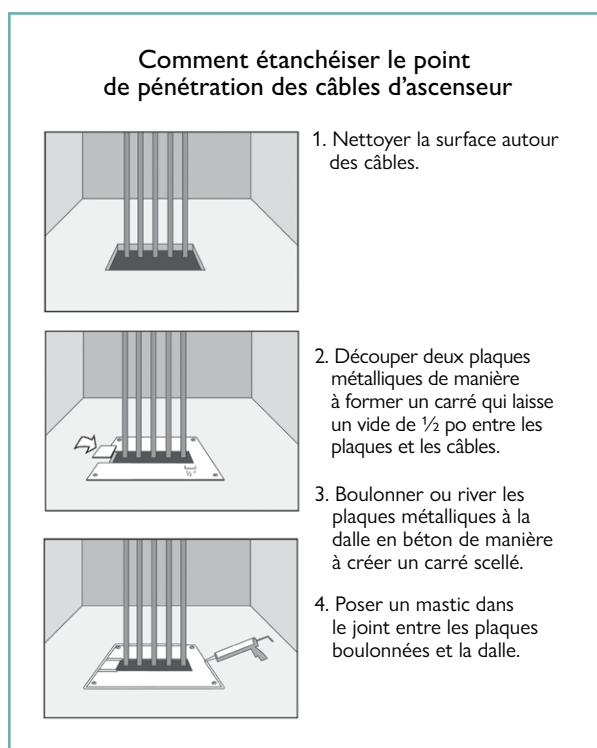 Comment étanchéiser le point
de pénétration des câbles d'ascenseur
1. Nettoyer la surface autour
des câbles.
2. Découper deux plaques
métalliques de manière
à former un carré qui laisse
un vide de ½ po entre les
plaques et les câbles.
½ "
3. Boulonner ou river les
plaques métalliques à la
dalle en béton de manière
à créer un carré scellé.
4. Poser un mastic dans
le joint entre les plaques
boulonnées et la dalle.